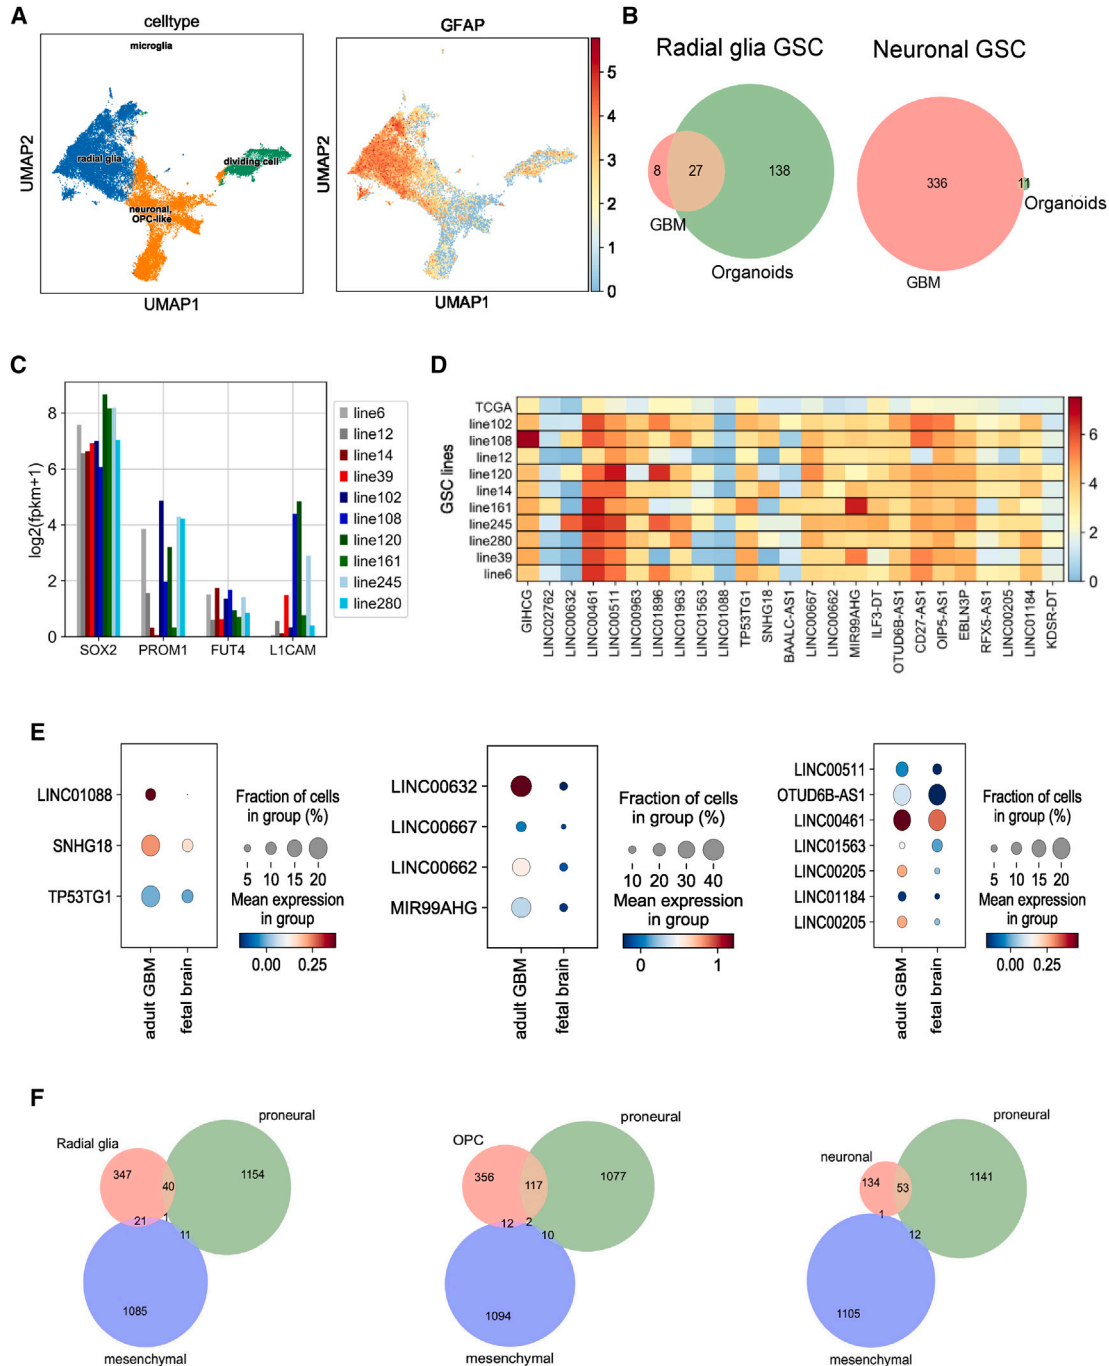 A
celltype
microglia
radial glia
dividing cell
neuronal,
OPC-like
UMAP2
UMAP1
GFAP
UMAP2
UMAP1
5
4
3
2
1
0
B
Radial glia GSC
Neuronal GSC
8
27
138
GBM
Organoids
336
11
Organoids
GBM
C
log2(fpkm+1)
8
6
4
2
0
SOX2
PROM1
FUT4
L1CAM
line6
line12
line14
line39
line102
line108
line120
line161
line245
line280
D
GSC lines
TCGA
line102
line108
line12
line120
line14
line161
line245
line280
line39
line6
GIHCG
LINC02762
LINC00632
LINC00461
LINC00511
LINC00963
LINC01896
LINC01963
LINC01563
LINC01088
TP53TG1
SNHG18
BAALC-AS1
LINC00667
LINC00662
MIR99AHG
ILF3-DT
OTUD6B-AS1
CD27-AS1
OIP5-AS1
EBLN3P
RFX5-AS1
LINC00205
LINC01184
KDSR-DT
6
4
2
0
E
LINC01088
SNHG18
TP53TG1
adult GBM
fetal brain
Fraction of cells
in group (%)
5 10 15 20
Mean expression
in group
0.00 0.25
LINC00632
LINC00667
LINC00662
MIR99AHG
adult GBM
fetal brain
Fraction of cells
in group (%)
10 20 30 40
Mean expression
in group
0 1
LINC00511
OTUD6B-AS1
LINC00461
LINC01563
LINC00205
LINC01184
LINC00205
adult GBM
fetal brain
Fraction of cells
in group (%)
5 10 15 20
Mean expression
in group
0.00 0.25
F
Radial glia
proneural
347
40
1154
21
1
11
1085
mesenchymal
OPC
proneural
356
117
1077
12
2
10
1094
mesenchymal
neuronal
proneural
134
53
1141
1
12
1105
mesenchymal